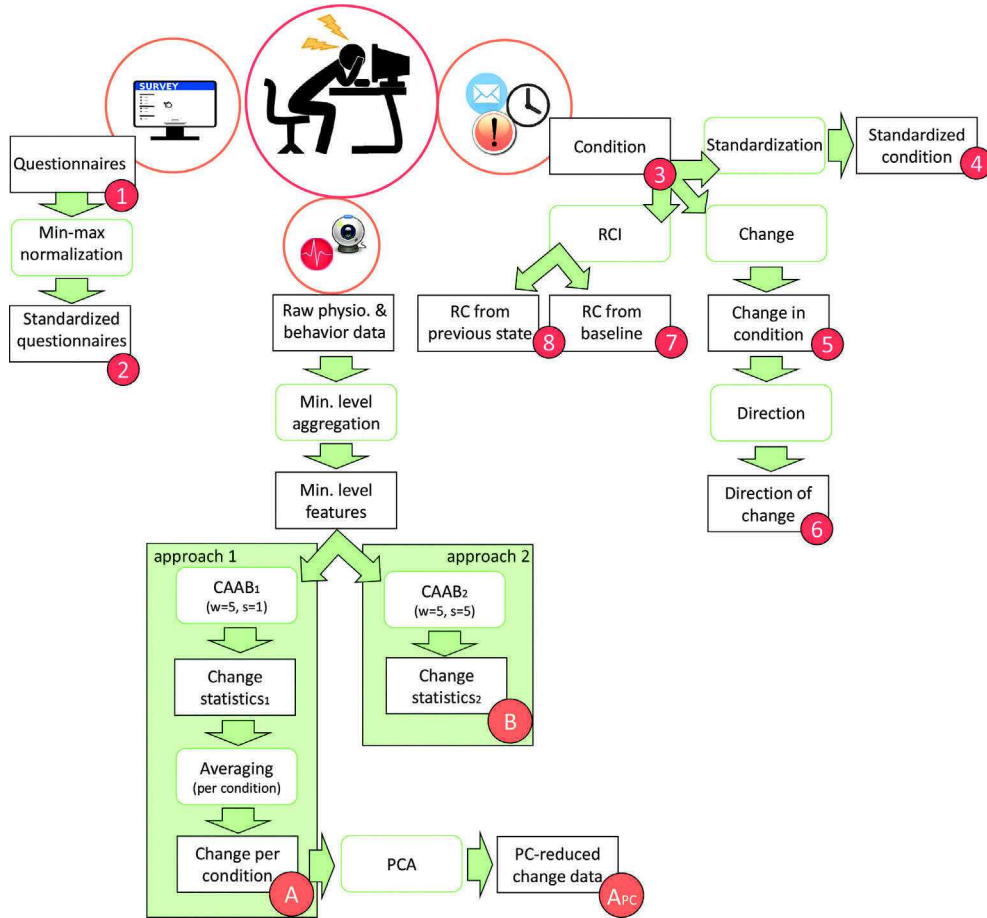 SURVEY
Questionnaires
1
Min-max
normalization
Standardized
questionnaires
2
Condition
3
Standardization
Standardized
condition
4
RCI
Change
RC from
previous state
8
RC from
baseline
7
Change in
condition
5
Direction
Direction of
change
6
Raw physio. &
behavior data
Min. level
aggregation
Min. level
features
approach 1
CAAB₁
(w=5, s=1)
Change
statistics₁
Averaging
(per condition)
Change per
condition
A
approach 2
CAAB₂
(w=5, s=5)
Change
statistics₂
B
PCA
PC-reduced
change data
APC